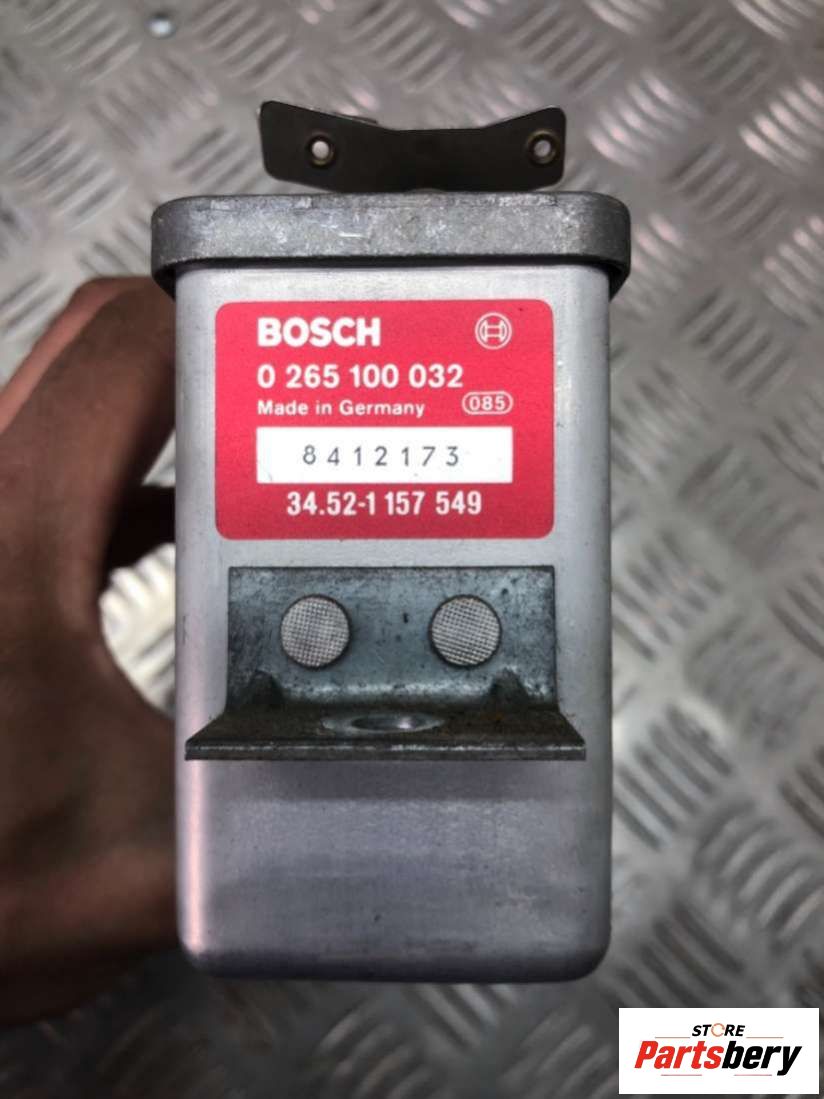 BOSCH
0 265 100 032
Made in Germany 085
8412173
34.52-1 157 549
STORE
Partsbery